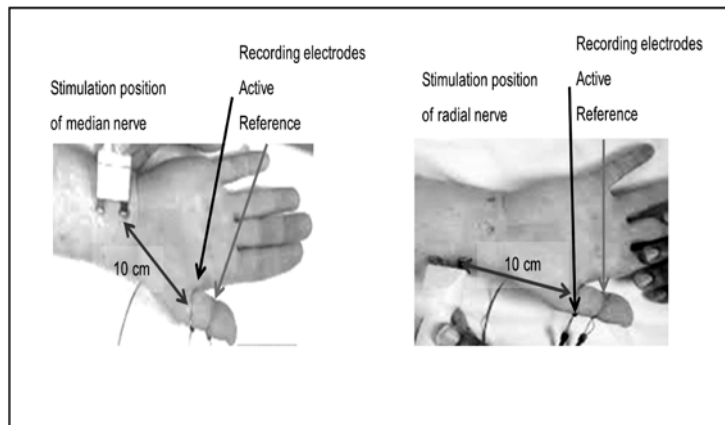 Recording electrodes
Stimulation position Active
of median nerve Reference
10 cm
Recording electrodes
Stimulation position Active
of radial nerve Reference
10 cm